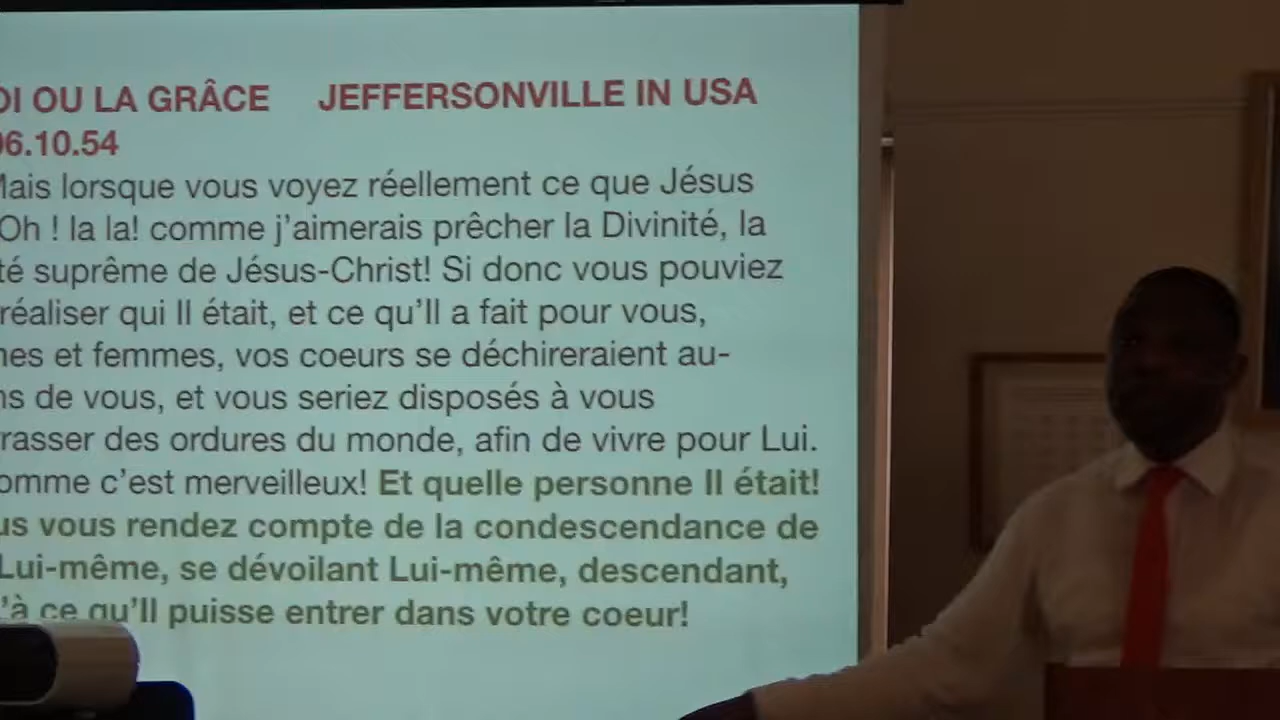 OI OU LA GRÂCE JEFFERSONVILLE IN USA
06.10.54
Mais lorsque vous voyez réellement ce que Jésus
Oh ! la la! comme j'aimerais prêcher la Divinité, la
té suprême de Jésus-Christ! Si donc vous pouviez
réaliser qui Il était, et ce qu'Il a fait pour vous,
mes et femmes, vos coeurs se déchireraient au-
ns de vous, et vous seriez disposés à vous
rasser des ordures du monde, afin de vivre pour Lui.
omme c'est merveilleux! Et quelle personne Il était!
us vous rendez compte de la condescendance de
Lui-même, se dévoilant Lui-même, descendant,
'à ce qu'Il puisse entrer dans votre coeur!